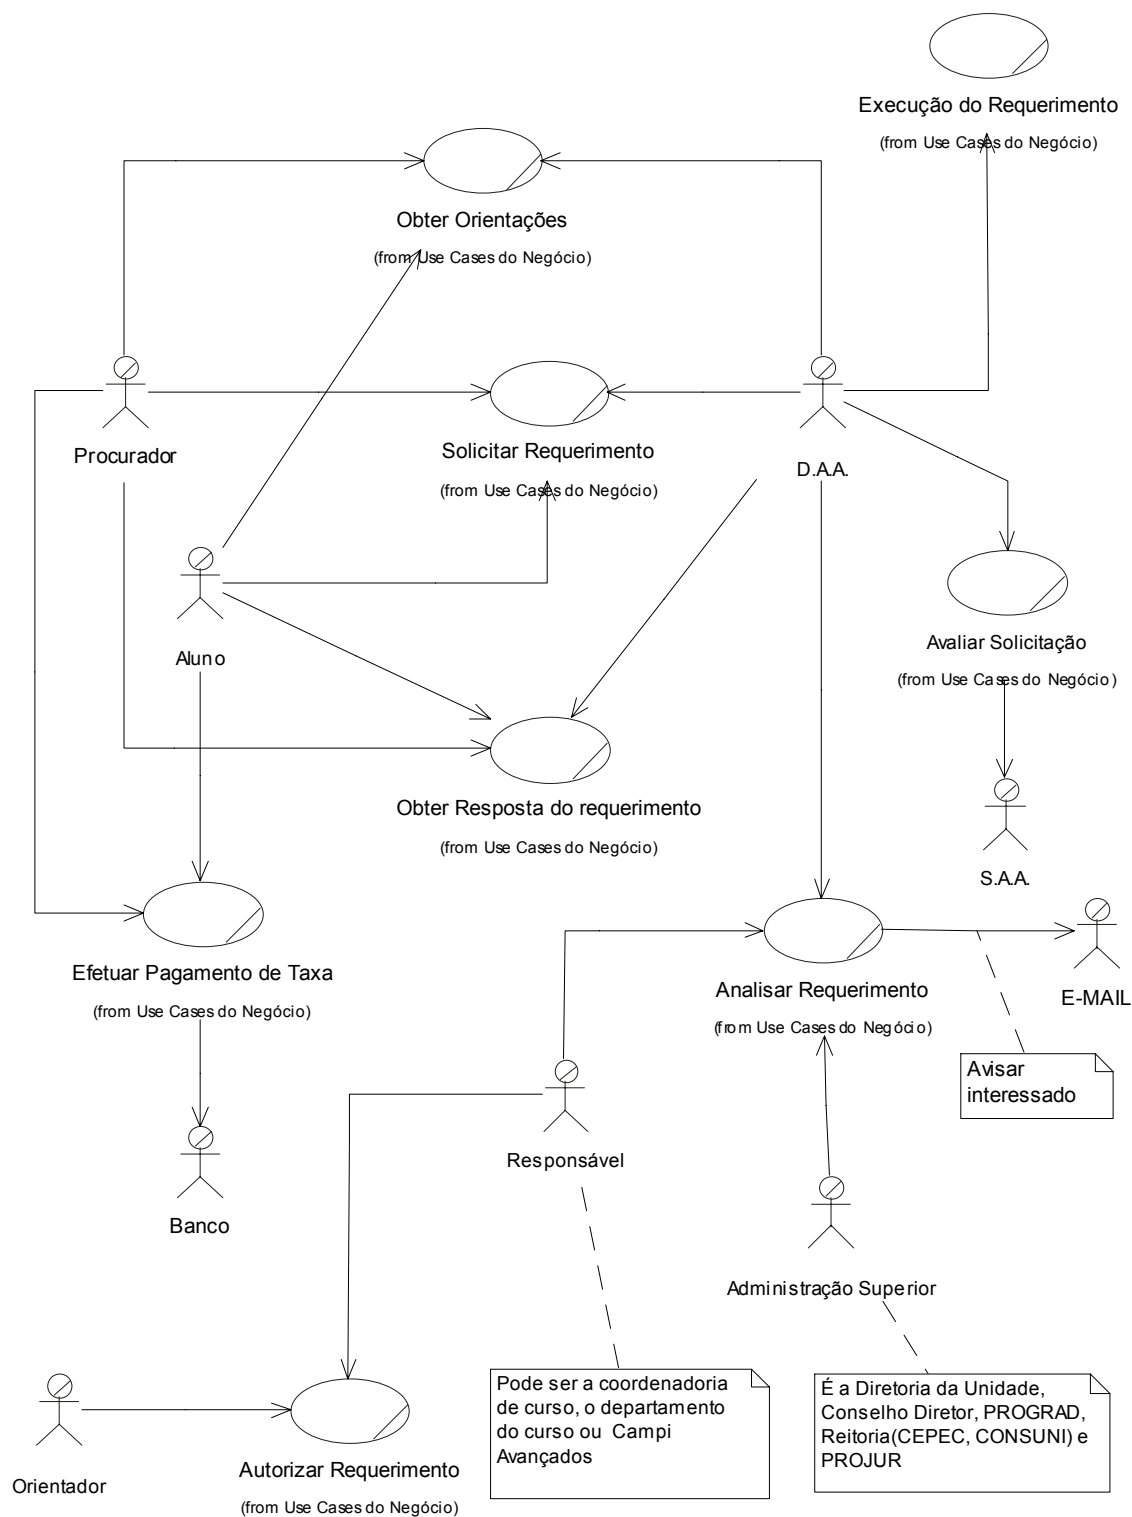 Execução do Requerimento
(from Use Cases do Negócio)
Obter Orientações
(from Use Cases do Negócio)
Procurador
Solicitar Requerimento
(from Use Cases do Negócio)
D.A.A.
Aluno
Avaliar Solicitação
(from Use Cases do Negócio)
Obter Resposta do requerimento
(from Use Cases do Negócio)
S.A.A.
Efetuar Pagamento de Taxa
(from Use Cases do Negócio)
Analisar Requerimento
(from Use Cases do Negócio)
E-MAIL
Avisar
interessado
Responsável
Banco
Administração Superior
Pode ser a coordenadoria
de curso, o departamento
do curso ou Campi
Avançados
É a Diretoria da Unidade,
Conselho Diretor, PROGRAD,
Reitoria(CEPEC, CONSUNI) e
PROJUR
Orientador
Autorizar Requerimento
(from Use Cases do Negócio)